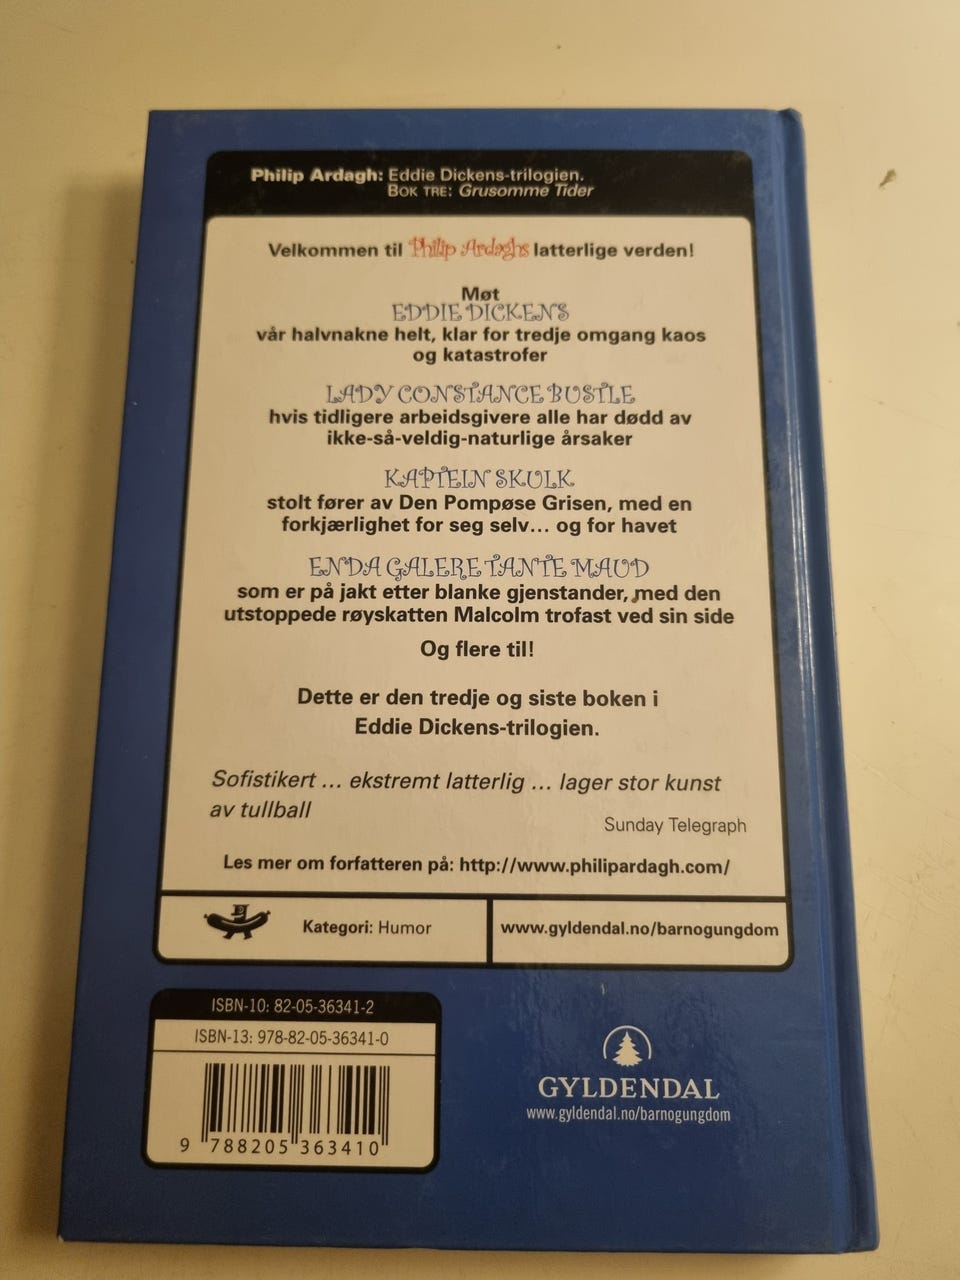 Philip Ardagh: Eddie Dickens-trilogien.
BOK TRE: Grusomme Tider
Velkommen til Philip Ardaghs latterlige verden!
Møt
EDDIE DICKENS
vår halvnakne helt, klar for tredje omgang kaos
og katastrofer
LADY CONSTANCE BUSTLE
hvis tidligere arbeidsgivere alle har dødd av
ikke-så-veldig-naturlige årsaker
KAPTEIN SKULK
stolt fører av Den Pompøse Grisen, med en
forkjærlighet for seg selv... og for havet
ENDA GALERE TANTE MAUD
som er på jakt etter blanke gjenstander, med den
utstoppede røyskatten Malcolm trofast ved sin side
Og flere til!
Dette er den tredje og siste boken i
Eddie Dickens-trilogien.
Sofistikert ... ekstremt latterlig ... lager stor kunst
av tullball
Sunday Telegraph
Les mer om forfatteren på: http://www.philipardagh.com/
Kategori: Humor
www.gyldendal.no/barnogungdom
ISBN-10: 82-05-36341-2
ISBN-13: 978-82-05-36341-0
9 788205 363410
GYLDENDAL
www.gyldendal.no/barnogungdom